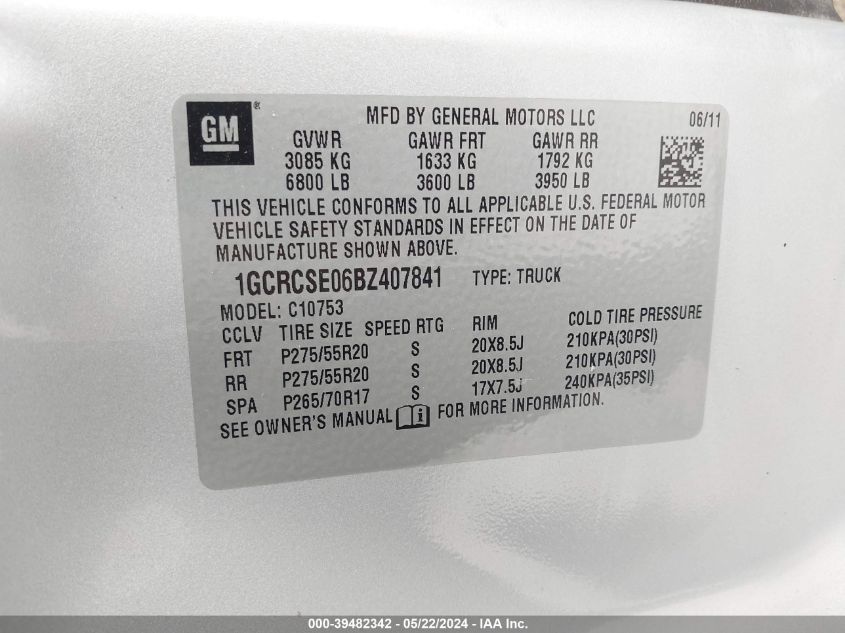 GM ®
MFD BY GENERAL MOTORS LLC 06/11
GVWR GAWR FRT GAWR RR
3085 KG 1633 KG 1792 KG
6800 LB 3600 LB 3950 LB
THIS VEHICLE CONFORMS TO ALL APPLICABLE U.S. FEDERAL MOTOR
VEHICLE SAFETY STANDARDS IN EFFECT ON THE DATE OF
MANUFACTURE SHOWN ABOVE.
1GCRCSE06BZ407841 TYPE: TRUCK
MODEL: C10753
CCLV TIRE SIZE SPEED RTG RIM COLD TIRE PRESSURE
FRT P275/55R20 S 20X8.5J 210KPA(30PSI)
RR P275/55R20 S 20X8.5J 210KPA(30PSI)
SPA P265/70R17 S 17X7.5J 240KPA(35PSI)
SEE OWNER'S MANUAL FOR MORE INFORMATION.
000-39482342 - 05/22/2024 - IAA, Inc.